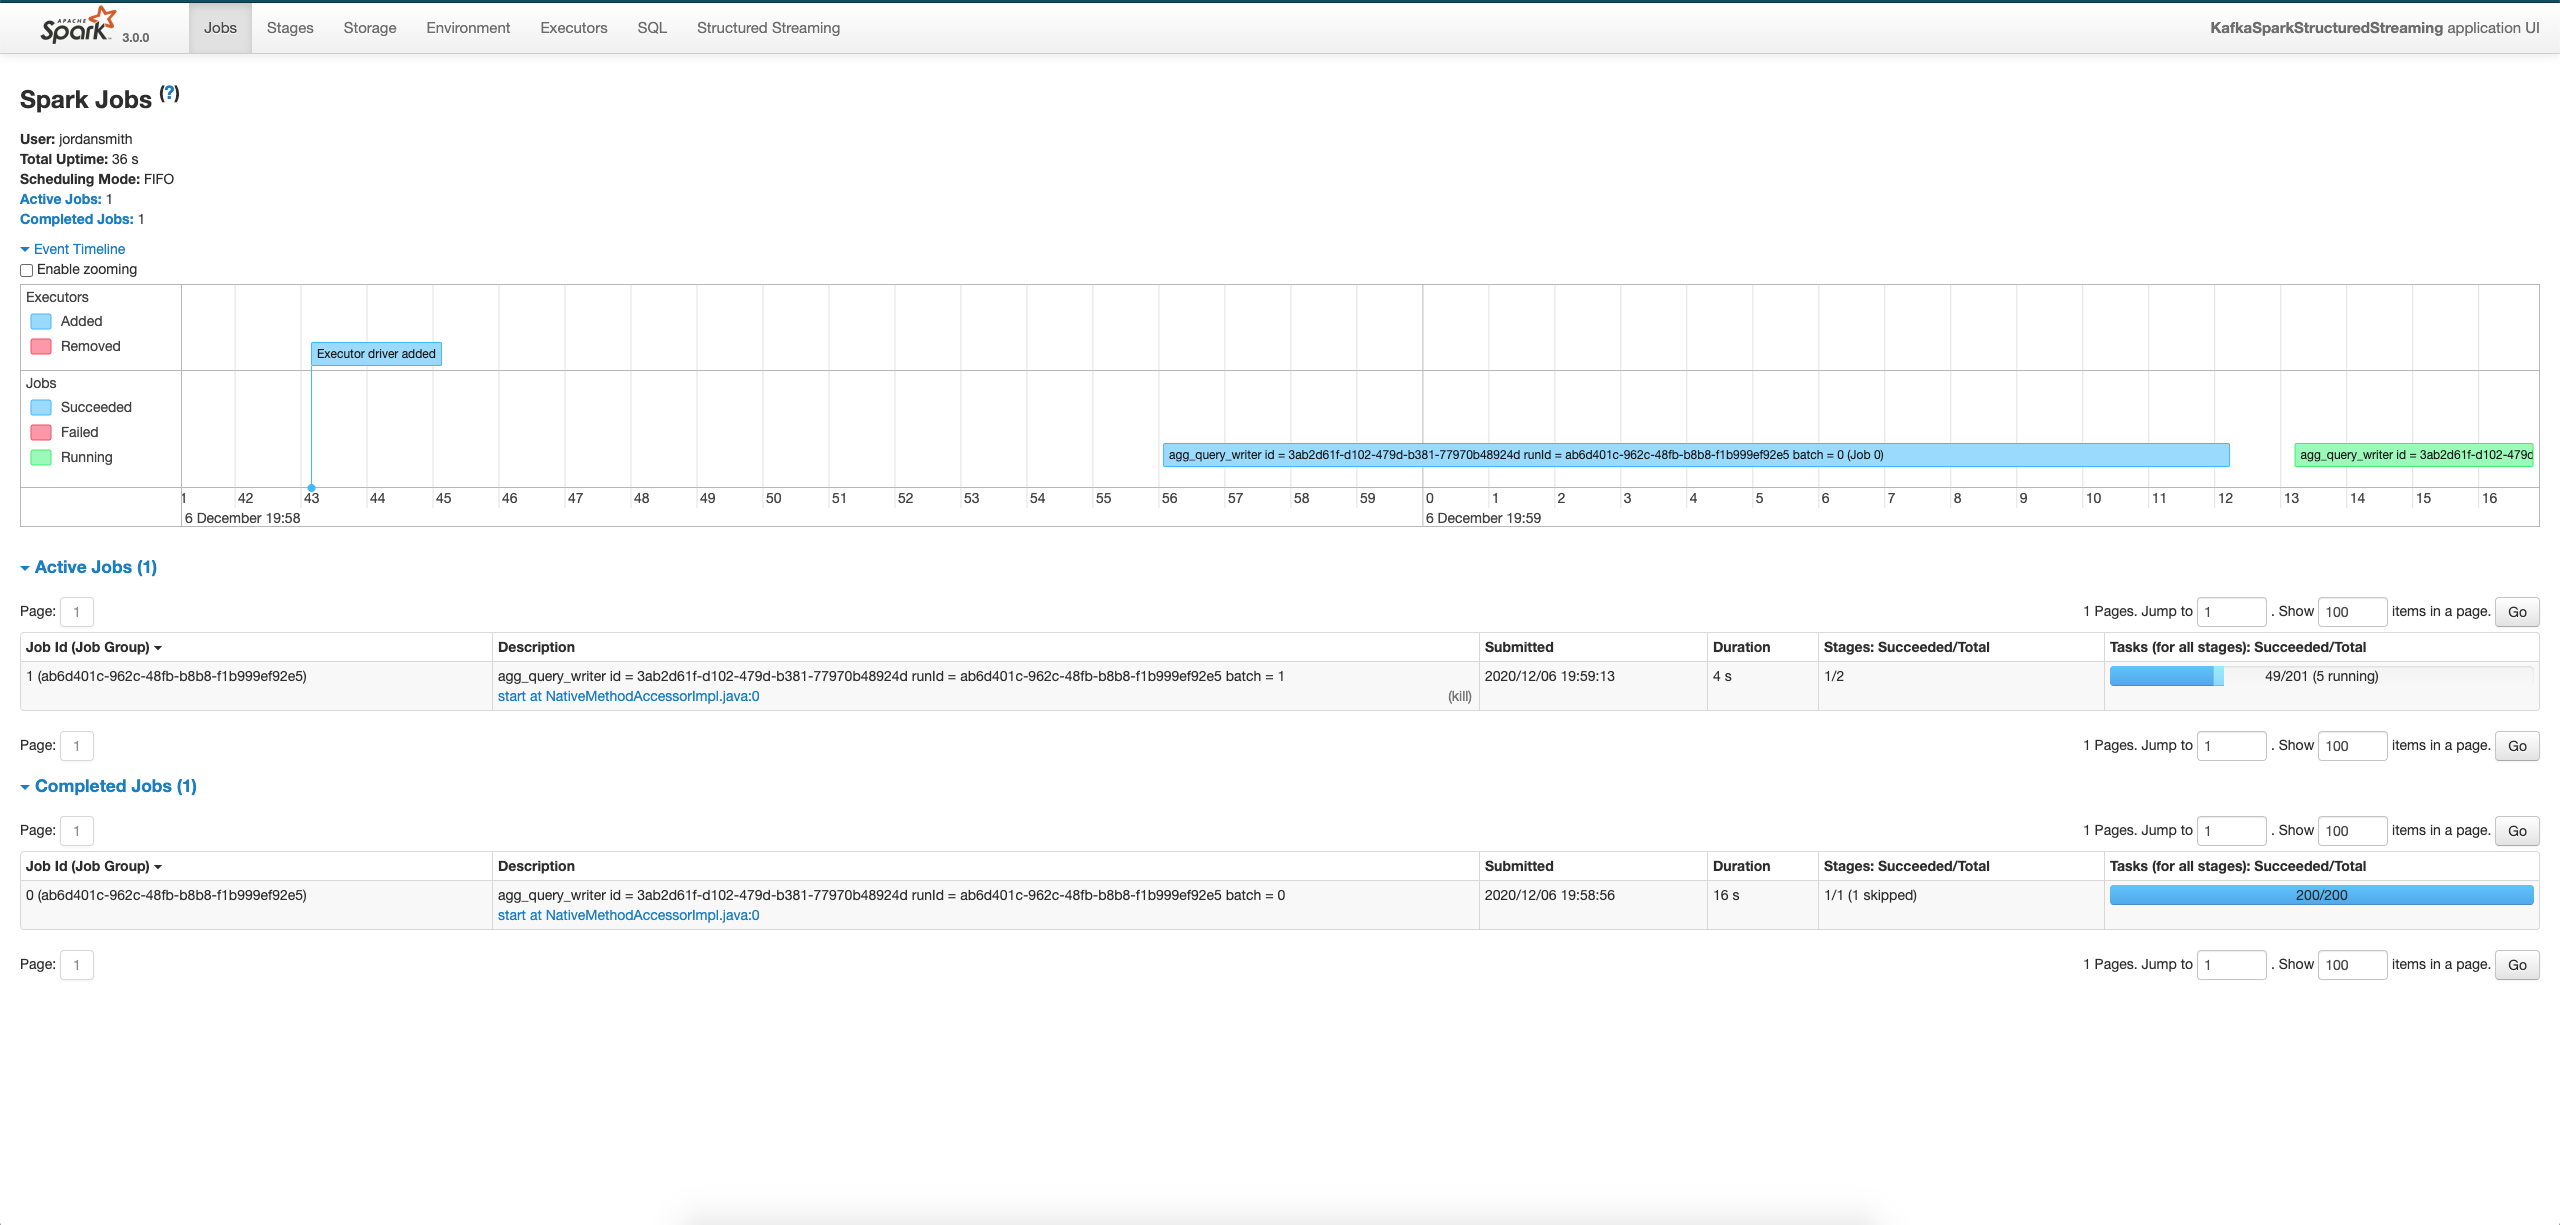 APACHE Spark 3.0.0 Jobs Stages Storage Environment Executors SQL Structured Streaming KafkaSparkStructuredStreaming application UI
Spark Jobs (?)
User: jordansmith
Total Uptime: 36 s
Scheduling Mode: FIFO
Active Jobs: 1
Completed Jobs: 1
Event Timeline
Enable zooming
Executors
Added
Removed
Executor driver added
Jobs
Succeeded
Failed
Running
agg_query_writer id = 3ab2d61f-d102-479d-b381-77970b48924d runId = ab6d401c-962c-48fb-b8b8-f1b999ef92e5 batch = 0 (Job 0) agg_query_writer id = 3ab2d61f-d102-479d
1 42 43 44 45 46 47 48 49 50 51 52 53 54 55 56 57 58 59 0 1 2 3 4 5 6 7 8 9 10 11 12 13 14 15 16
6 December 19:58 6 December 19:59
Active Jobs (1)
Page: 1 1 Pages. Jump to 1 . Show 100 items in a page. Go
Job Id (Job Group) Description Submitted Duration Stages: Succeeded/Total Tasks (for all stages): Succeeded/Total
1 (ab6d401c-962c-48fb-b8b8-f1b999ef92e5) agg_query_writer id = 3ab2d61f-d102-479d-b381-77970b48924d runId = ab6d401c-962c-48fb-b8b8-f1b999ef92e5 batch = 1 2020/12/06 19:59:13 4 s 1/2 49/201 (5 running)
start at NativeMethodAccessorImpl.java:0 (kill)
Page: 1 1 Pages. Jump to 1 . Show 100 items in a page. Go
Completed Jobs (1)
Page: 1 1 Pages. Jump to 1 . Show 100 items in a page. Go
Job Id (Job Group) Description Submitted Duration Stages: Succeeded/Total Tasks (for all stages): Succeeded/Total
0 (ab6d401c-962c-48fb-b8b8-f1b999ef92e5) agg_query_writer id = 3ab2d61f-d102-479d-b381-77970b48924d runId = ab6d401c-962c-48fb-b8b8-f1b999ef92e5 batch = 0 2020/12/06 19:58:56 16 s 1/1 (1 skipped) 200/200
start at NativeMethodAccessorImpl.java:0
Page: 1 1 Pages. Jump to 1 . Show 100 items in a page. Go